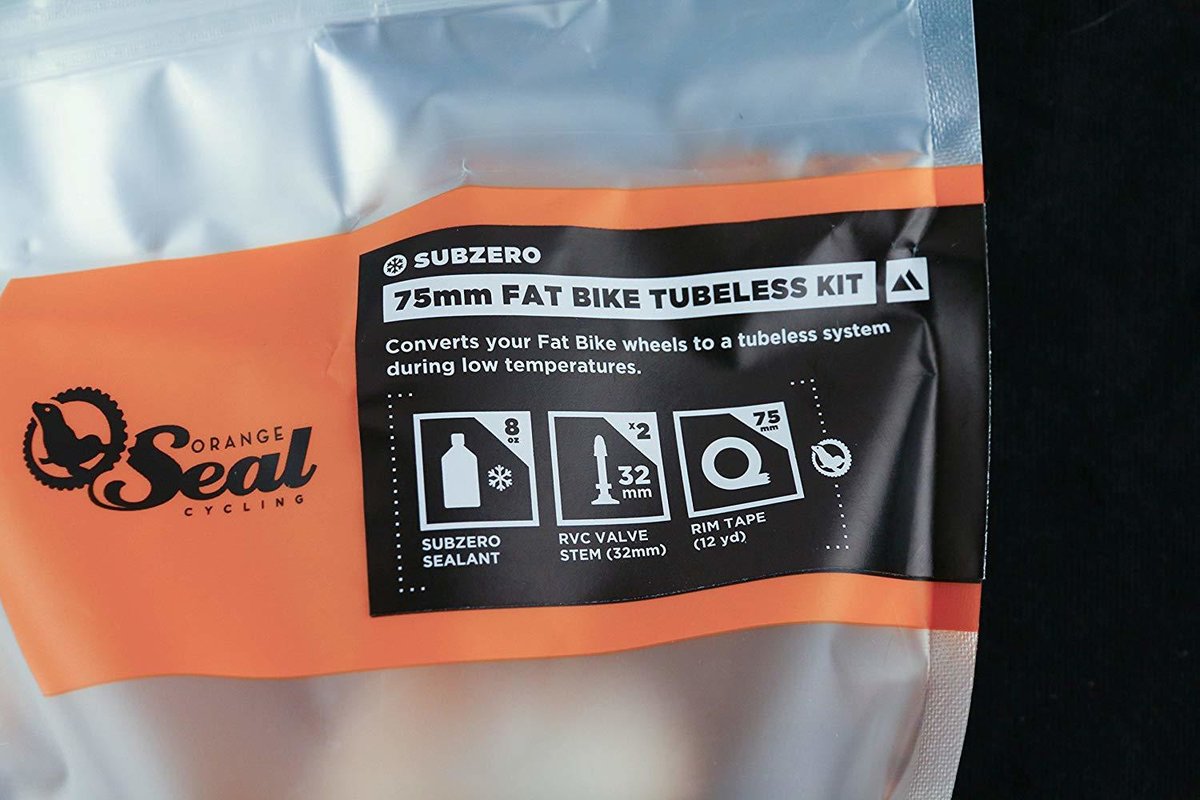 SUBZERO
75mm FAT BIKE TUBELESS KIT
Converts your Fat Bike wheels to a tubeless system
during low temperatures.
ORANGE
Seal
CYCLING
8
oz
SUBZERO
SEALANT
x2
32
mm
RVC VALVE
STEM (32mm)
75
mm
RIM TAPE
(12 yd)